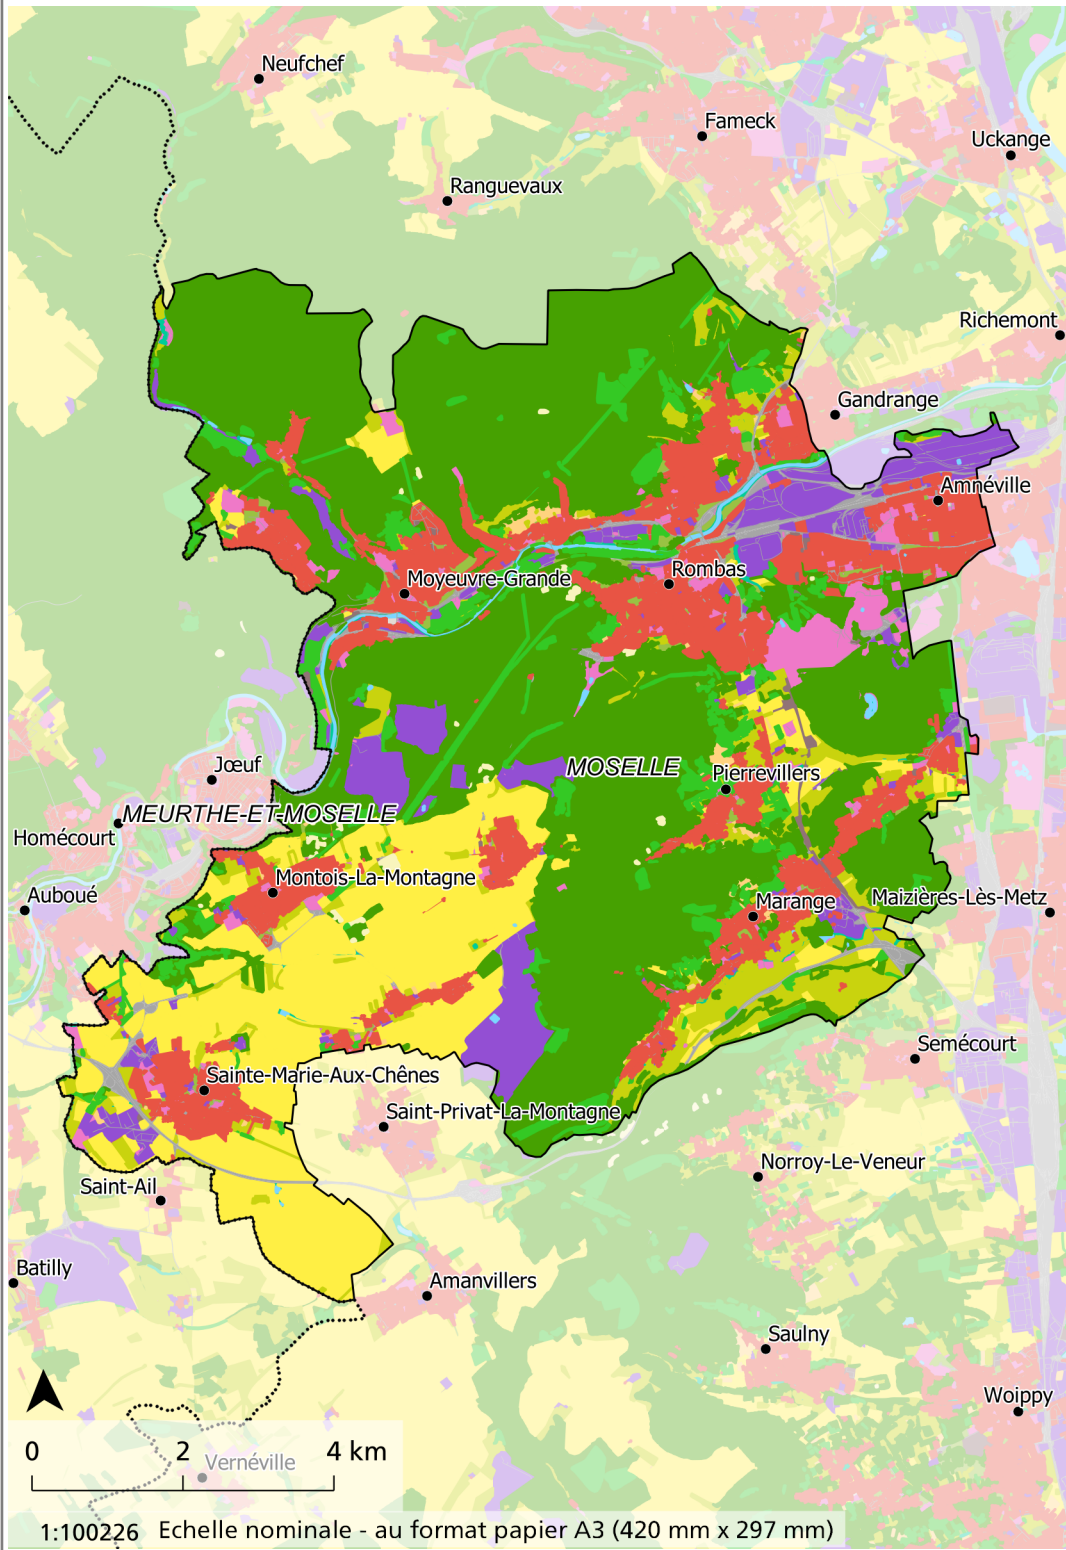 Neufchef
Fameck
Uckange
Ranguevaux
Richemont
Gandrange
Amnéville
Moyeuvre-Grande
Rombas
Jœuf
MOSELLE
Pierrevillers
MEURTHE-ET-MOSELLE
Homécourt
Montois-La-Montagne
Auboué
Marange
Maizières-Lès-Metz
Semécourt
Sainte-Marie-Aux-Chênes
Saint-Privat-La-Montagne
Norroy-Le-Veneur
Saint-Ail
Batilly
Amanvillers
Saulny
Woippy
0 2 4 km
Vernéville
1:100226 Echelle nominale - au format papier A3 (420 mm x 297 mm)